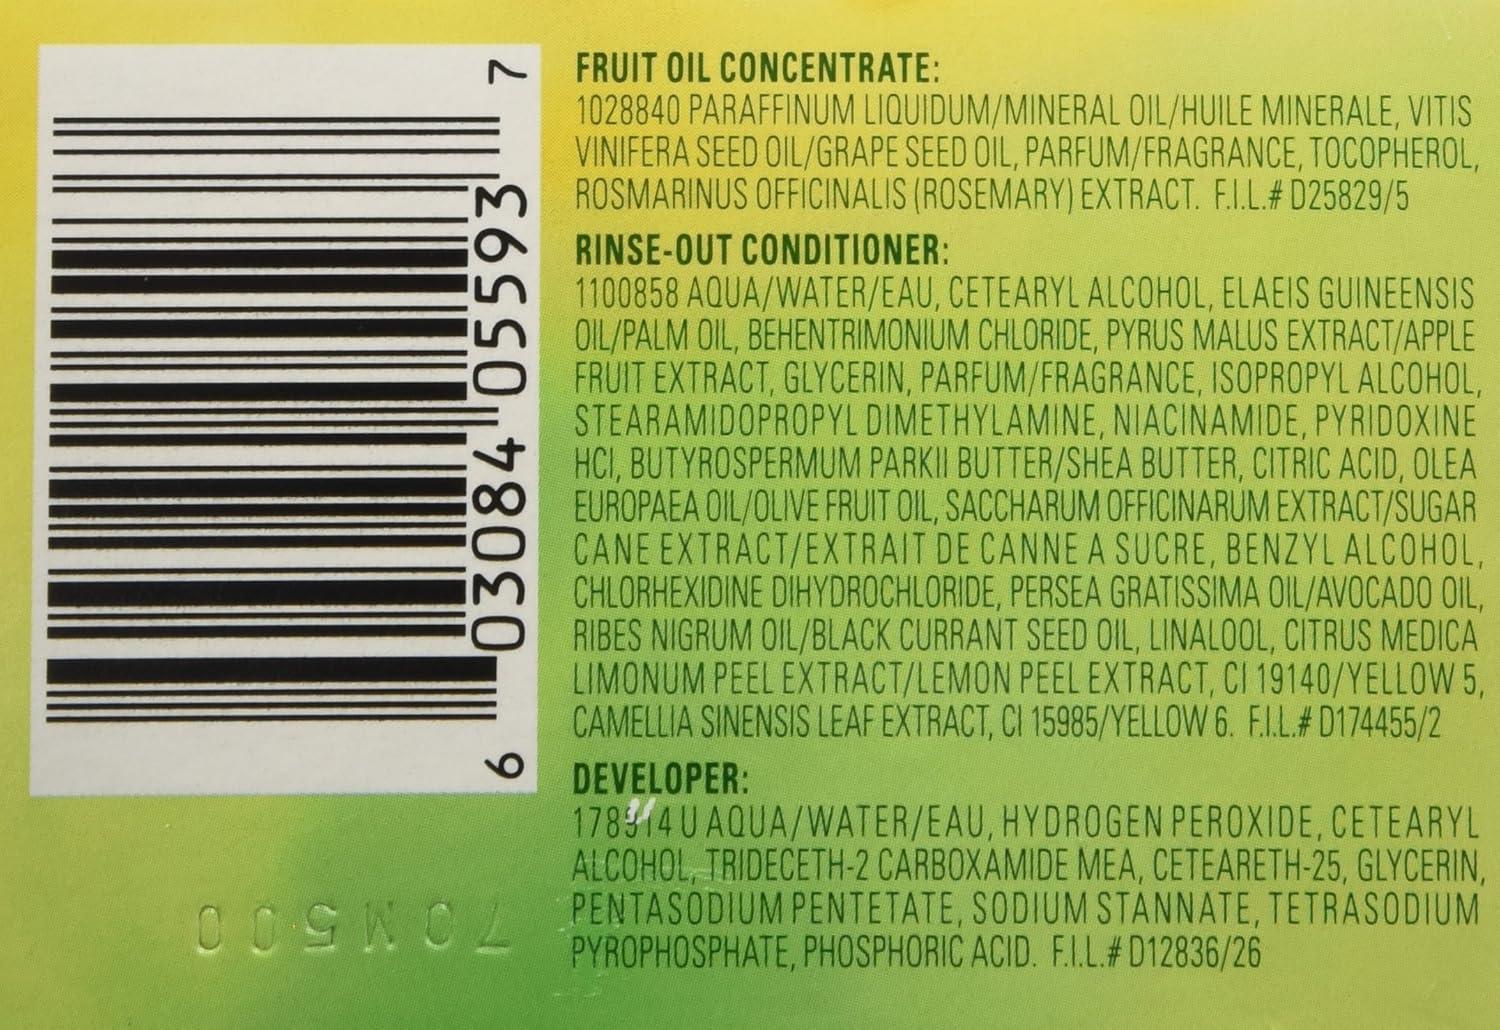 6 03084 05593 7
FRUIT OIL CONCENTRATE:
1028840 PARAFFINUM LIQUIDUM/MINERAL OIL/HUILE MINERALE, VITIS
VINIFERA SEED OIL/GRAPE SEED OIL, PARFUM/FRAGRANCE, TOCOPHEROL,
ROSMARINUS OFFICINALIS (ROSEMARY) EXTRACT. F.I.L.# D25829/5
RINSE-OUT CONDITIONER:
1100858 AQUA/WATER/EAU, CETEARYL ALCOHOL, ELAEIS GUINEENSIS
OIL/PALM OIL, BEHENTRIMONIUM CHLORIDE, PYRUS MALUS EXTRACT/APPLE
FRUIT EXTRACT, GLYCERIN, PARFUM/FRAGRANCE, ISOPROPYL ALCOHOL,
STEARAMIDOPROPYL DIMETHYLAMINE, NIACINAMIDE, PYRIDOXINE
HCI, BUTYROSPERMUM PARKII BUTTER/SHEA BUTTER, CITRIC ACID, OLEA
EUROPAEA OIL/OLIVE FRUIT OIL, SACCHARUM OFFICINARUM EXTRACT/SUGAR
CANE EXTRACT/EXTRAIT DE CANNE A SUCRE, BENZYL ALCOHOL,
CHLORHEXIDINE DIHYDROCHLORIDE, PERSEA GRATISSIMA OIL/AVOCADO OIL,
RIBES NIGRUM OIL/BLACK CURRANT SEED OIL, LINALOOL, CITRUS MEDICA
LIMONUM PEEL EXTRACT/LEMON PEEL EXTRACT, CI 19140/YELLOW 5,
CAMELLIA SINENSIS LEAF EXTRACT, CI 15985/YELLOW 6. F.I.L.# D174455/2
DEVELOPER:
U AQUA/WATER/EAU, HYDROGEN PEROXIDE, CETEARYL
ALCOHOL, TRIDECETH-2 CARBOXAMIDE MEA, CETEARETH-25, GLYCERIN,
PENTASODIUM PENTETATE, SODIUM STANNATE, TETRASODIUM
PYROPHOSPHATE, PHOSPHORIC ACID. F.I.L.# D12836/26